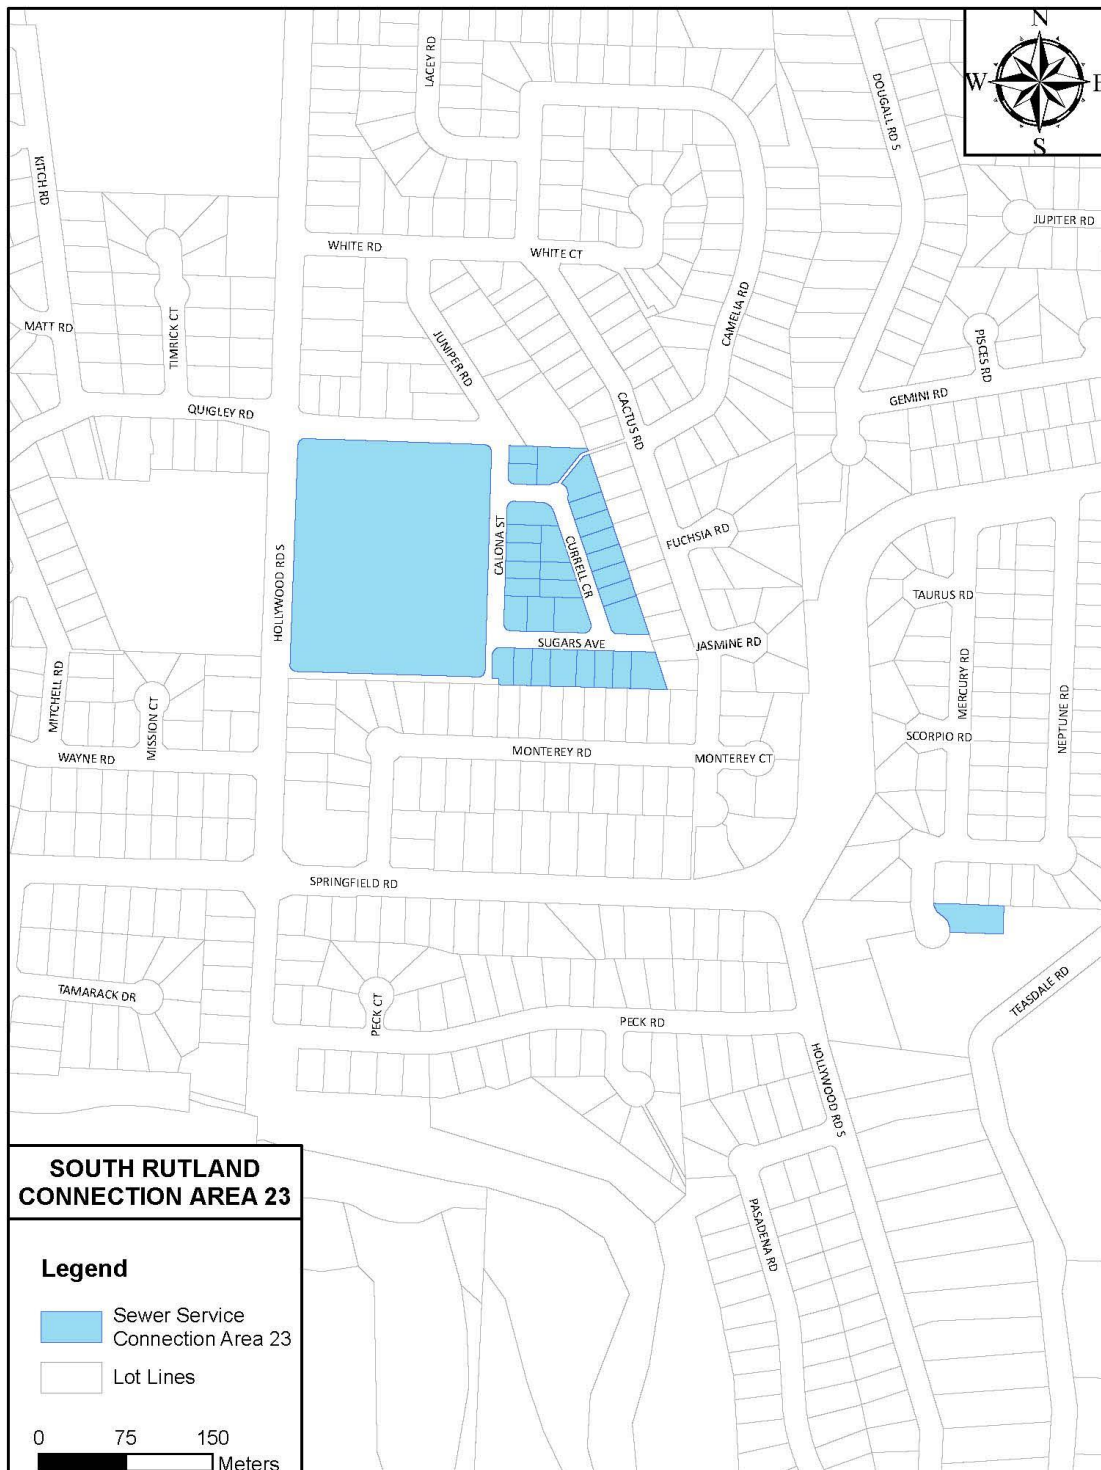 N
W
E
S
LACEY RD
DOUGALL RD S
KITCH RD
JUPITER RD
WHITE RD
WHITE CT
CAMELIA RD
MATT RD
TIMRICK CT
JUNIPER RD
PISCES RD
QUIGLEY RD
CACTUS RD
GEMINI RD
HOLLYWOOD RD S
CALONA ST
CURRELL CR
FUCHSIA RD
TAURUS RD
SUGARS AVE
JASMINE RD
MITCHELL RD
MISSION CT
MERCURY RD
NEPTUNE RD
SCORPIO RD
WAYNE RD
MONTEREY RD
MONTEREY CT
SPRINGFIELD RD
TAMARACK DR
PECK CT
PECK RD
TEASDALE RD
HOLLYWOOD RD S
PASADENA RD
SOUTH RUTLAND
CONNECTION AREA 23
Legend
Sewer Service
Connection Area 23
Lot Lines
0 75 150
Meters